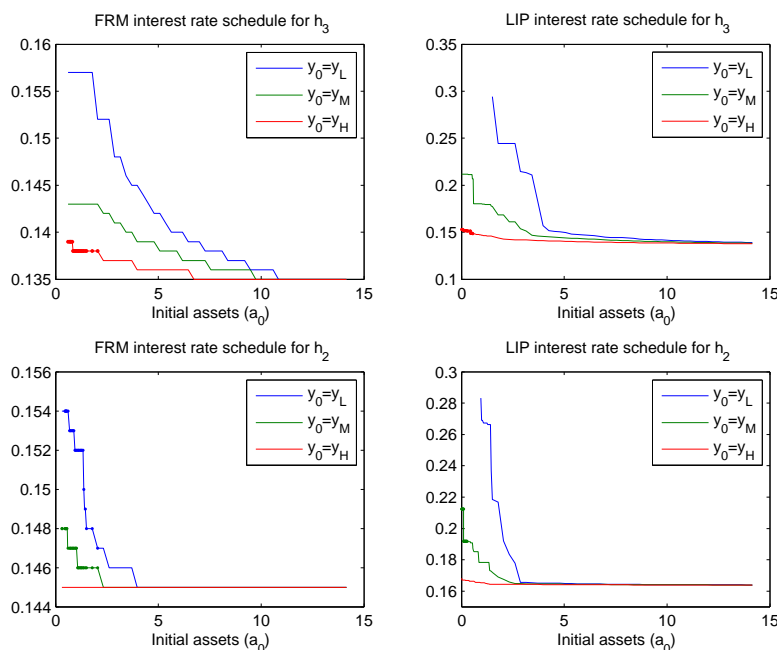 FRM interest rate schedule for h3
0.16
0.155
0.15
0.145
0.14
0.135
0 5 10 15
Initial assets (a0)
y0=yL
y0=yM
y0=yH
LIP interest rate schedule for h3
0.35
0.3
0.25
0.2
0.15
0.1
0 5 10 15
Initial assets (a0)
y0=yL
y0=yM
y0=yH
FRM interest rate schedule for h2
0.156
0.154
0.152
0.15
0.148
0.146
0.144
0 5 10 15
Initial assets (a0)
y0=yL
y0=yM
y0=yH
LIP interest rate schedule for h2
0.3
0.28
0.26
0.24
0.22
0.2
0.18
0.16
0 5 10 15
Initial assets (a0)
y0=yL
y0=yM
y0=yH